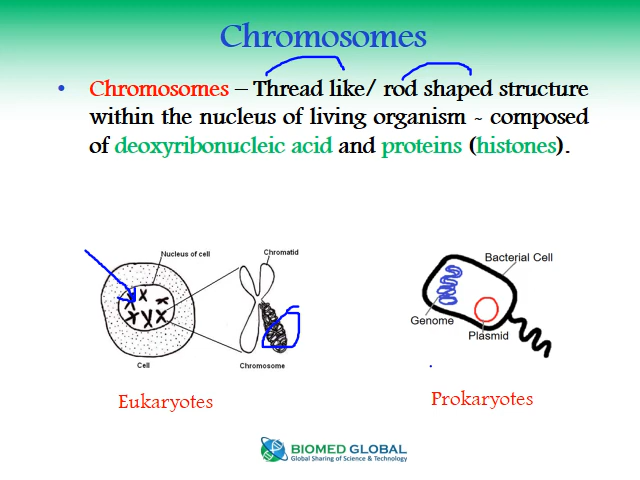 Chromosomes
• Chromosomes – Thread like/ rod shaped structure
within the nucleus of living organism - composed
of deoxyribonucleic acid and proteins (histones).
Nucleus of cell
Chromatid
Cell
Chromosome
Eukaryotes
Bacterial Cell
Genome
Plasmid
Prokaryotes
BIOMED GLOBAL
Global Sharing of Science & Technology